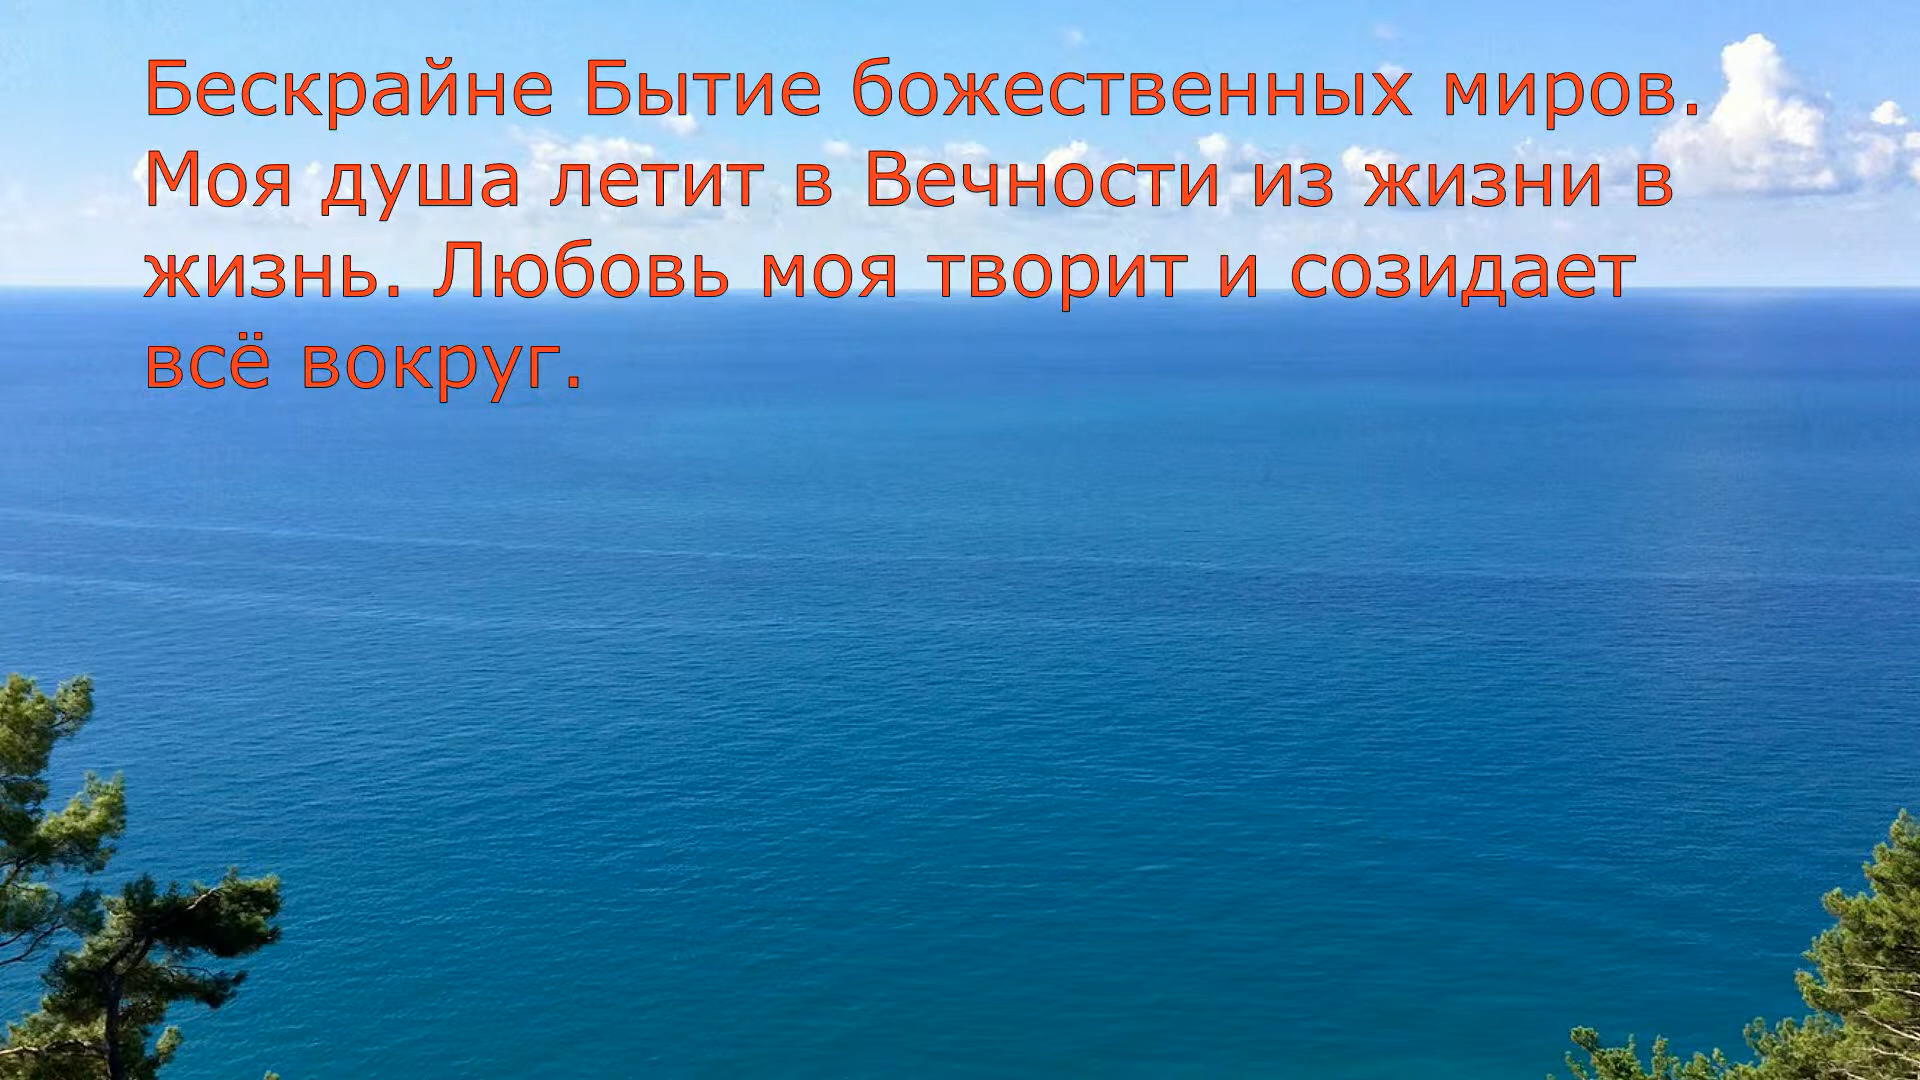 Бескрайне Бытие божественных миров.
Моя душа летит в Вечности из жизни в
жизнь. Любовь моя творит и созидает
всё вокруг.